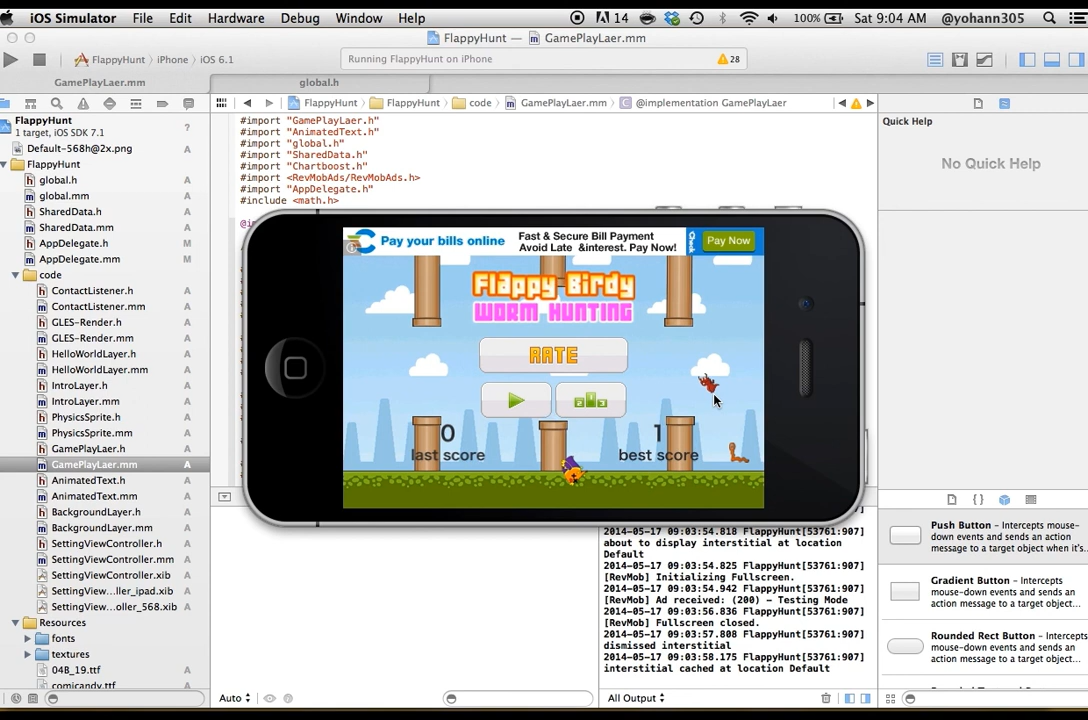 iOS Simulator File Edit Hardware Debug Window Help 14 100% Sat 9:04 AM @yohann305
FlappyHunt — GamePlayLaer.mm
FlappyHunt iPhone iOS 6.1 Running FlappyHunt on iPhone 28
GamePlayLaer.mm global.h
FlappyHunt FlappyHunt code GamePlayLaer.mm @implementation GamePlayLaer
FlappyHunt
1 target, iOS SDK 7.1
Default-568h@2x.png A
FlappyHunt
global.h A
global.mm A
SharedData.h A
SharedData.mm A
AppDelegate.h M
AppDelegate.mm M
code
ContactListener.h A
ContactListener.mm A
GLES-Render.h A
GLES-Render.mm A
HelloWorldLayer.h A
HelloWorldLayer.mm A
IntroLayer.h A
IntroLayer.mm A
PhysicsSprite.h A
PhysicsSprite.mm A
GamePlayLaer.h A
GamePlayLaer.mm A
AnimatedText.h A
AnimatedText.mm A
BackgroundLayer.h A
BackgroundLayer.mm A
SettingViewController.h A
SettingViewController.mm A
SettingViewController.xib A
SettingView...ller_ipad.xib A
SettingView...oller_568.xib A
Resources
fonts
textures
04B_19.ttf A
comicandy.ttf A
#import "GamePlayLaer.h"
#import "AnimatedText.h"
#import "global.h"
#import "SharedData.h"
#import "Chartboost.h"
#import <RevMobAds/RevMobAds.h>
#import "AppDelegate.h"
#include <math.h>
Pay your bills online
Fast & Secure Bill Payment
Avoid Late &interest. Pay Now!
Check
Pay Now
Flappy Birdy
WORM HUNTING
RATE
2 1 3
0
last score
1
best score
2014-05-17 09:03:54.818 FlappyHunt[53761:907]
about to display interstitial at location
Default
2014-05-17 09:03:54.825 FlappyHunt[53761:907]
[RevMob] Initializing Fullscreen.
2014-05-17 09:03:54.942 FlappyHunt[53761:907]
[RevMob] Ad received: (200) - Testing Mode
2014-05-17 09:03:56.836 FlappyHunt[53761:907]
[RevMob] Fullscreen closed.
2014-05-17 09:03:57.808 FlappyHunt[53761:907]
dismissed interstitial
2014-05-17 09:03:58.175 FlappyHunt[53761:907]
interstitial cached at location Default
Auto All Output
Quick Help
No Quick Help
Push Button - Intercepts mouse-
down events and sends an action
message to a target object when it's...
Gradient Button - Intercepts
mouse-down events and sends an
action message to a target object...
Rounded Rect Button - Intercepts
mouse-down events and sends an
action message to a target object...